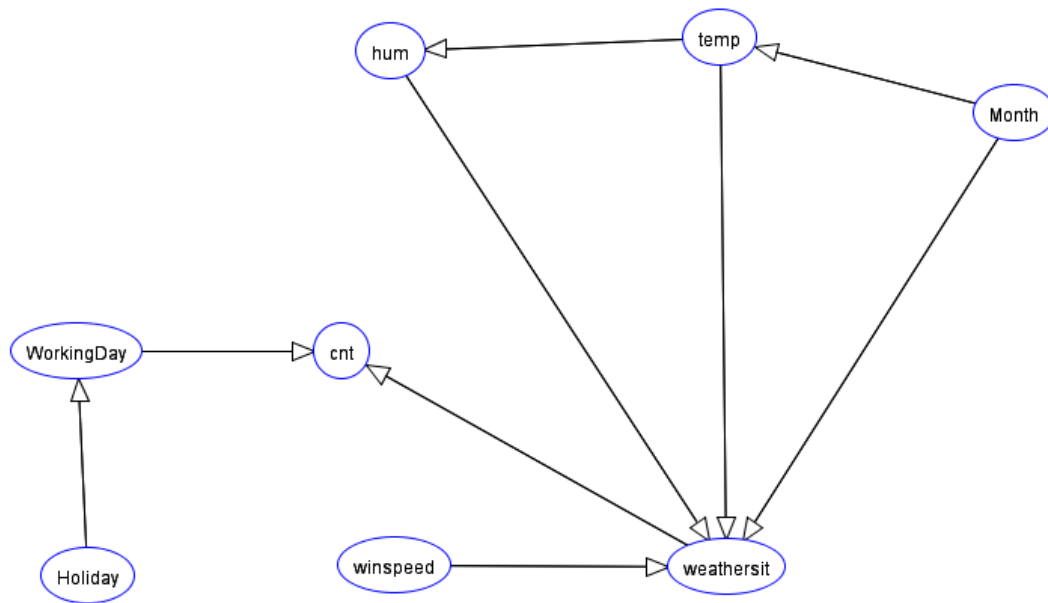 temp
hum
Month
WorkingDay
cnt
winspeed
weathersit
Holiday